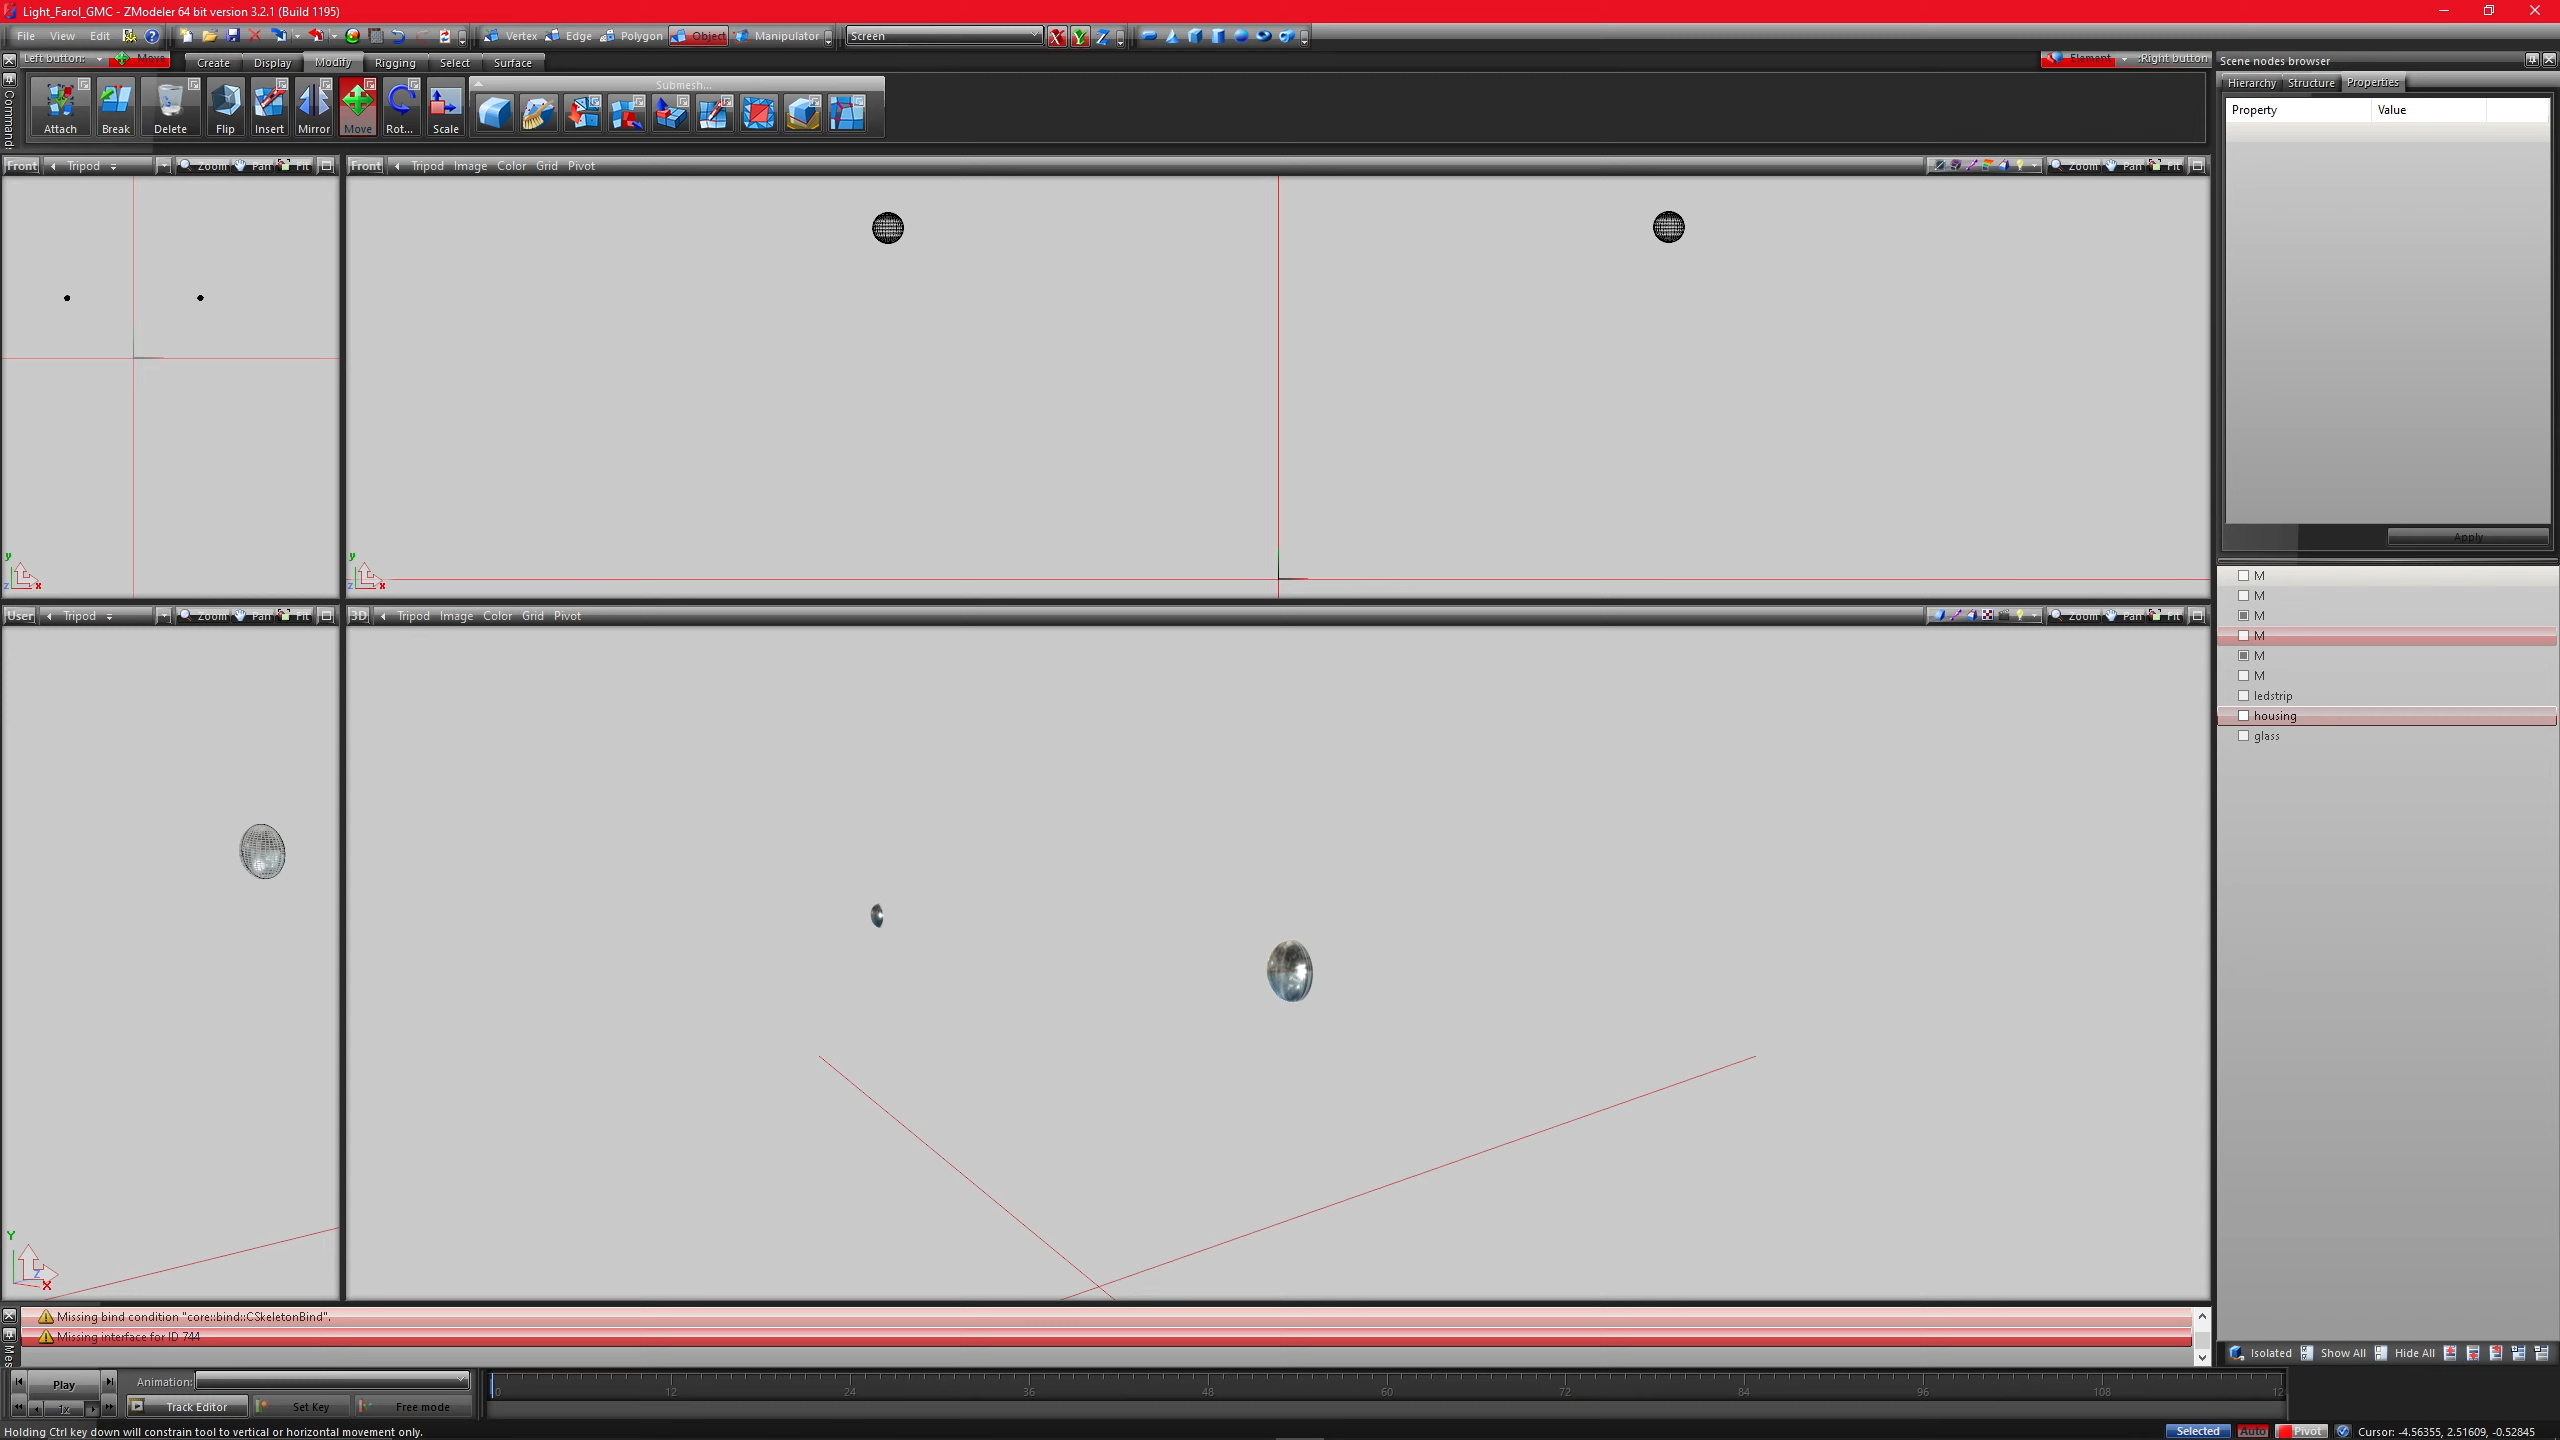 Light_Farol_GMC - ZModeler 64 bit version 3.2.1 (Build 1195)
File View Edit Vertex Edge Polygon Object Manipulator Screen X Y Z
Left button: Move Create Display Modify Rigging Select Surface Element :Right button
Commands
Attach Break Delete Flip Insert Mirror Move Rot... Scale
Submesh...
Scene nodes browser
Hierarchy Structure Properties
Property Value
Apply
Front Tripod Zoom Pan Fit
Front Tripod Image Color Grid Pivot Zoom Pan Fit
y
z x
y
z x
User Tripod Zoom Pan Fit
3D Tripod Image Color Grid Pivot Zoom Pan Fit
Y
Z
X
M
M
M
M
M
M
ledstrip
housing
glass
Isolated Show All Hide All
Missing bind condition "core::bind::CSkeletonBind".
Missing interface for ID 744
Mes
Play Animation:
1x Track Editor Set Key Free mode
0 12 24 36 48 60 72 84 96 108 12
Holding Ctrl key down will constrain tool to vertical or horizontal movement only.
Selected Auto Pivot Cursor: -4.56355, 2.51609, -0.52845